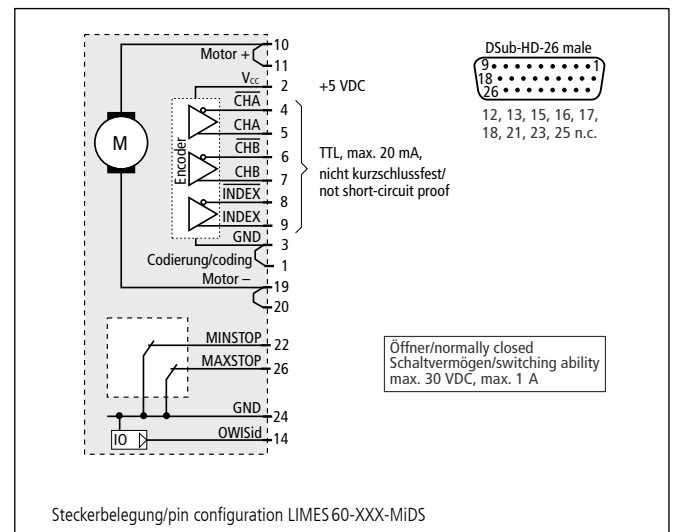 Motor +
10
11
V_cc
2
+5 VDC
CHA
4
CHA
5
CHB
6
CHB
7
INDEX
8
INDEX
9
GND
3
Codierung/coding
1
Motor –
19
20
M
Encoder
TTL, max. 20 mA,
nicht kurzschlussfest/
not short-circuit proof
DSub-HD-26 male
9 1
18
26
12, 13, 15, 16, 17,
18, 21, 23, 25 n.c.
MINSTOP
22
MAXSTOP
26
GND
24
IO
OWISid
14
Öffner/normally closed
Schaltvermögen/switching ability
max. 30 VDC, max. 1 A
Steckerbelegung/pin configuration LIMES60-XXX-MiDS